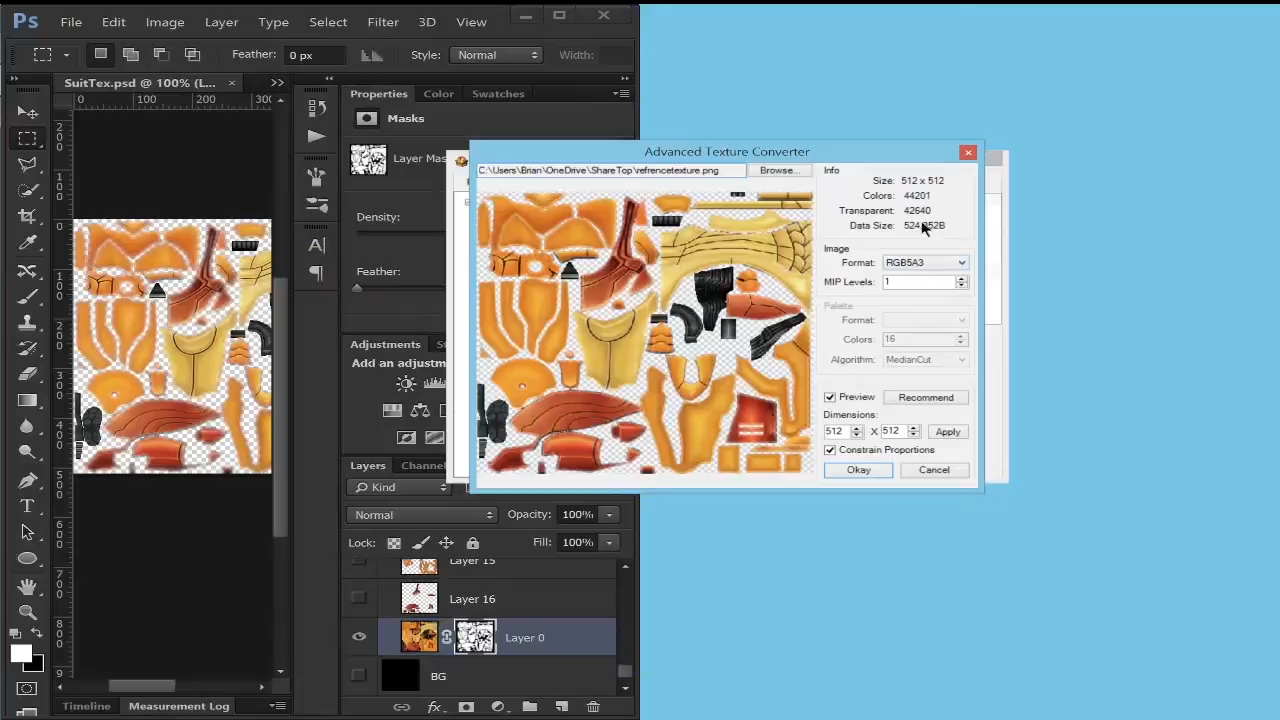 Ps File Edit Image Layer Type Select Filter 3D View
Feather: 0 px Style: Normal Width:
SuitTex.psd @ 100% (L... ×
0 100 200 300
Properties Color Swatches
Masks
Layer Mas
Density:
Feather:
Adjustments
Add an adjustm
Layers Channe
Kind
Normal Opacity: 100%
Lock: Fill: 100%
Layer 15
Layer 16
Layer 0
BG
Timeline Measurement Log
Advanced Texture Converter
C:\Users\Brian\OneDrive\ShareTop\refrencetexture.png Browse...
Info
Size: 512 x 512
Colors: 44201
Transparent: 42640
Data Size:
Image
Format: RGB5A3
MIP Levels: 1
Palette
Format:
Colors: 16
Algorithm: MedianCut
Preview Recommend
Dimensions:
512 X 512 Apply
Constrain Proportions
Okay Cancel